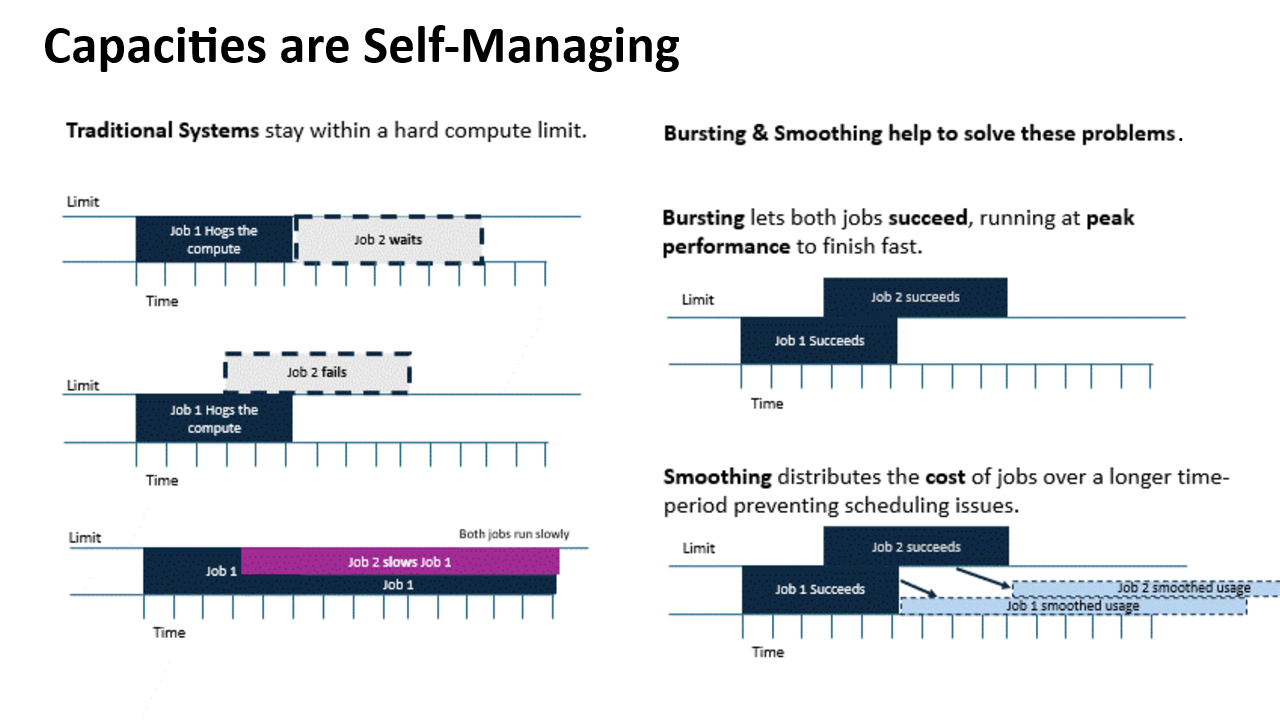 Capacities are Self-Managing
Traditional Systems stay within a hard compute limit.
Limit
Job 1 Hogs the
compute
Job 2 waits
Time
Job 2 fails
Limit
Job 1 Hogs the
compute
Time
Both jobs run slowly
Limit
Job 2 slows Job 1
Job 1
Job 1
Time
Bursting & Smoothing help to solve these problems.
Bursting lets both jobs succeed, running at peak
performance to finish fast.
Limit
Job 2 succeeds
Job 1 Succeeds
Time
Smoothing distributes the cost of jobs over a longer time-
period preventing scheduling issues.
Limit
Job 2 succeeds
Job 1 Succeeds
Job 2 smoothed usage
Job 1 smoothed usage
Time